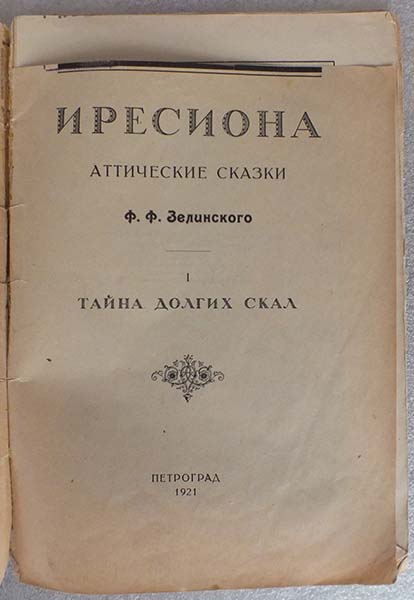 ИРЕСИОНА
АТТИЧЕСКИЕ СКАЗКИ
Ф. Ф. Зелинского
I
ТАЙНА ДОЛГИХ СКАЛ
ПЕТРОГРАД
1921